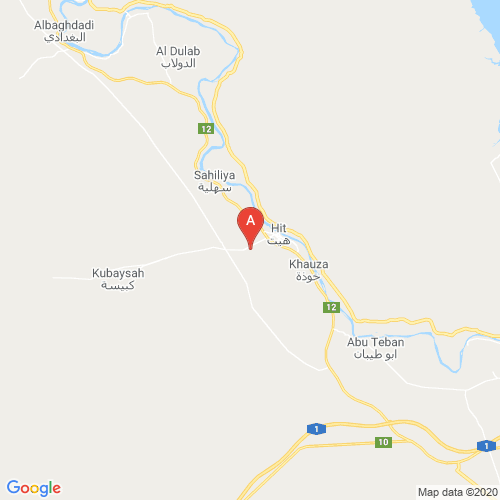 Albaghdadi
البغدادي
Al Dulab
الدولاب
12
Sahiliya
سهلية
A
Hit
هيت
Khauza
خوذة
Kubaysah
كبيسة
12
Abu Teban
ابو طيبان
1
10
1
Google
Map data ©2020